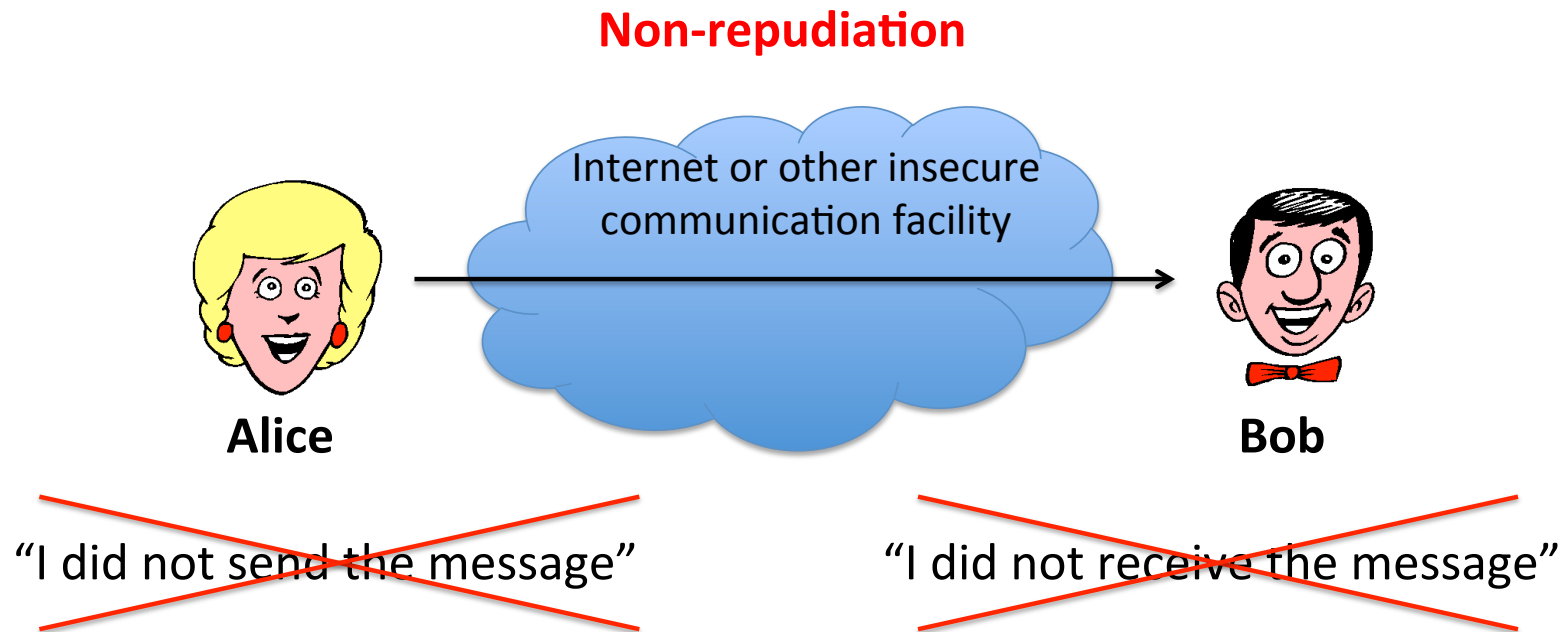 Non-repudiation
Internet or other insecure
communication facility
Alice
Bob
“I did not send the message”
“I did not receive the message”